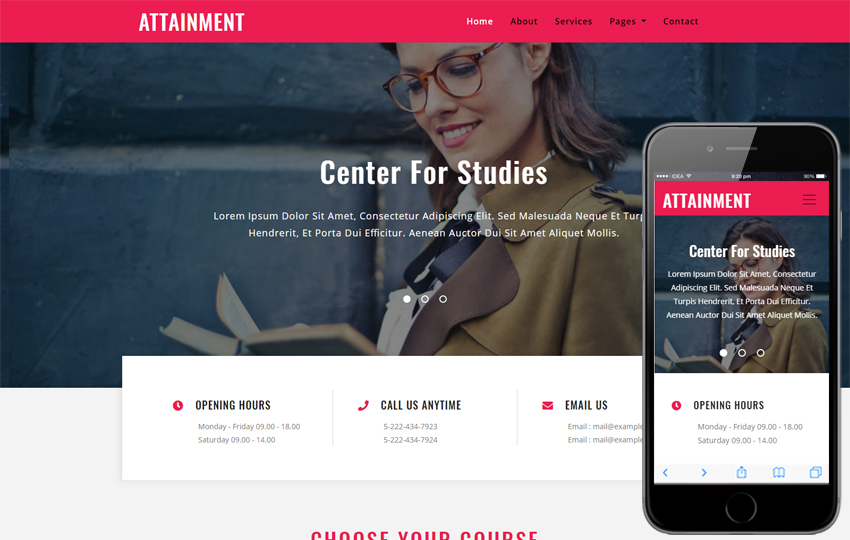 ATTAINMENT
Home About Services Pages Contact
Center For Studies
Lorem Ipsum Dolor Sit Amet, Consectetur Adipiscing Elit. Sed Malesuada Neque Et Turp
Hendrerit, Et Porta Dui Efficitur. Aenean Auctor Dui Sit Amet Aliquet Mollis.
OPENING HOURS
Monday - Friday 09.00 - 18.00
Saturday 09.00 - 14.00
CALL US ANYTIME
5-222-434-7923
5-222-434-7924
EMAIL US
Email : mail@example
Email : mail@example
CHOOSE YOUR COURSE
IDEA 9:20 pm 90%
ATTAINMENT
Center For Studies
Lorem Ipsum Dolor Sit Amet, Consectetur
Adipiscing Elit. Sed Malesuada Neque Et
Turpis Hendrerit, Et Porta Dui Efficitur.
Aenean Auctor Dui Sit Amet Aliquet Mollis.
OPENING HOURS
Monday - Friday 09.00 - 18.00
Saturday 09.00 - 14.00